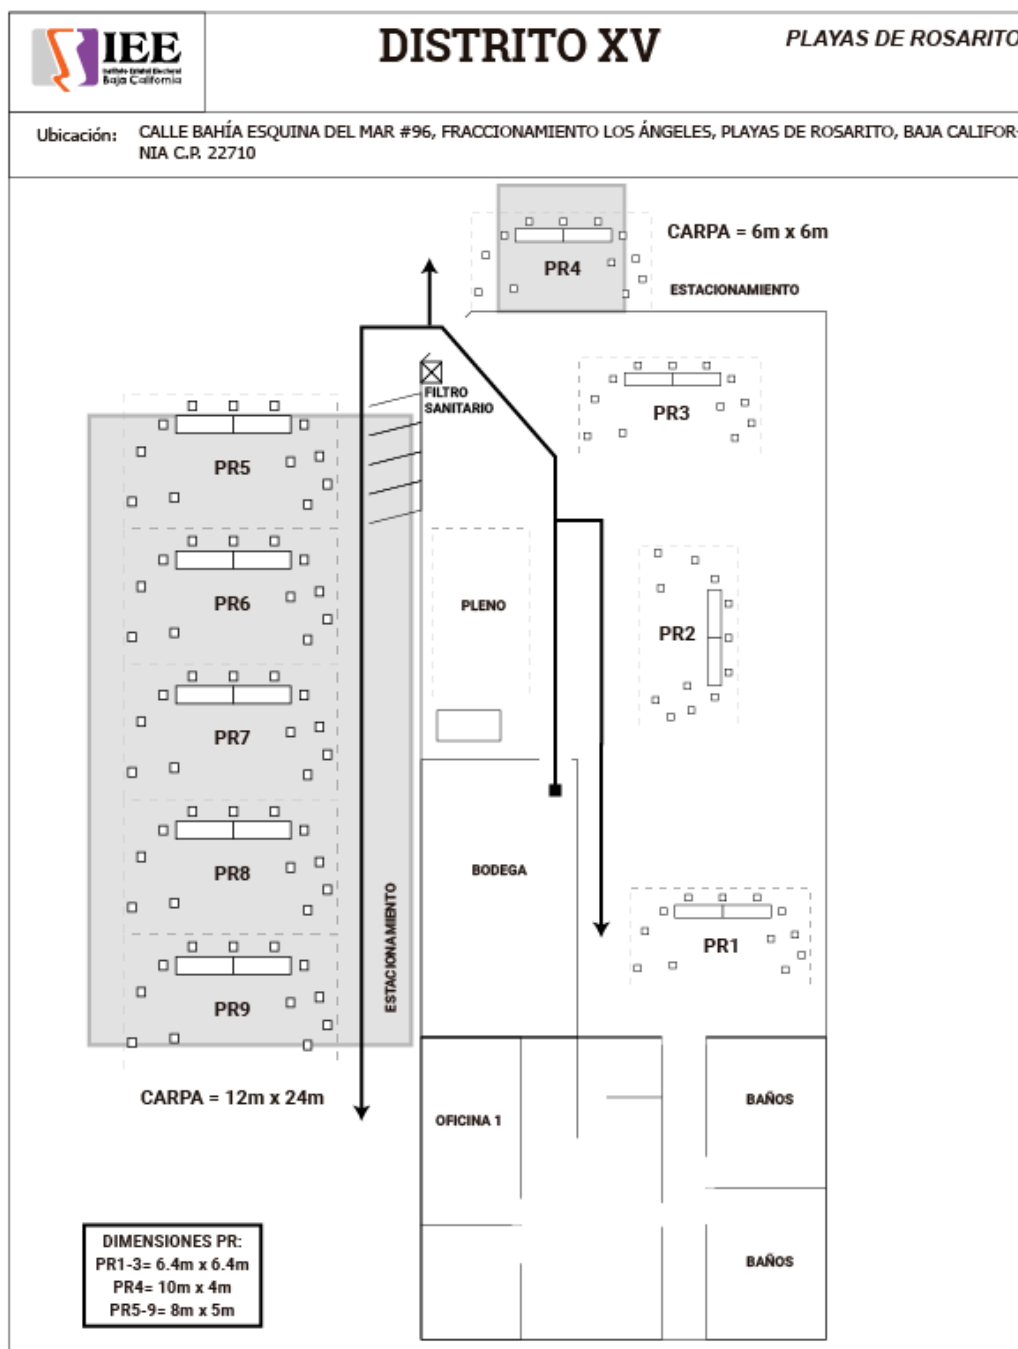 IEE
Instituto Estatal Electoral
Baja California
DISTRITO XV
PLAYAS DE ROSARITO
Ubicación:
CALLE BAHÍA ESQUINA DEL MAR #96, FRACCIONAMIENTO LOS ÁNGELES, PLAYAS DE ROSARITO, BAJA CALIFOR-
NIA C.P. 22710
CARPA = 6m x 6m
PR4
ESTACIONAMIENTO
FILTRO
SANITARIO
PR3
PR5
PR6
PLENO
PR2
PR7
PR8
BODEGA
ESTACIONAMIENTO
PR1
PR9
CARPA = 12m x 24m
OFICINA 1
BAÑOS
BAÑOS
DIMENSIONES PR:
PR1-3= 6.4m x 6.4m
PR4= 10m x 4m
PR5-9= 8m x 5m